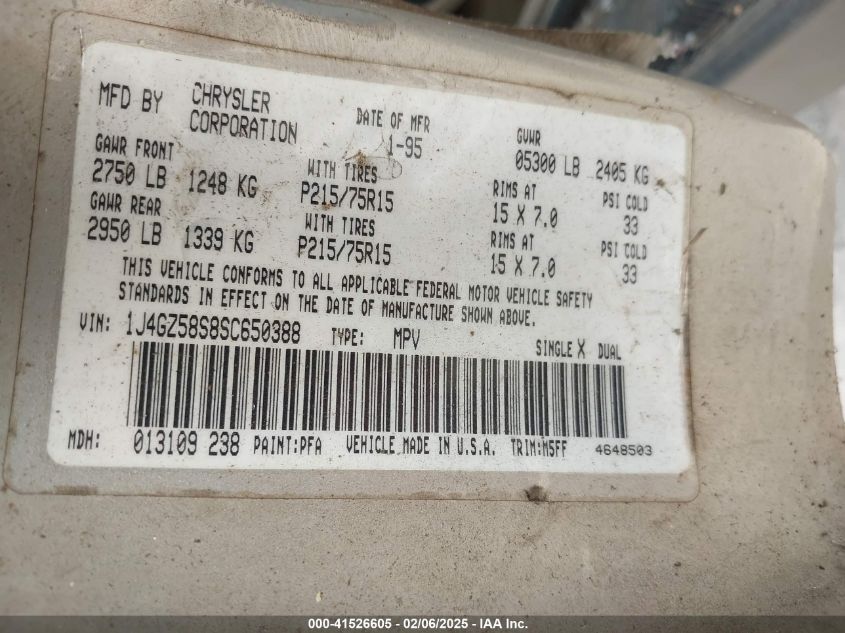 MFD BY CHRYSLER CORPORATION DATE OF MFR 1-95 GVWR 05300 LB 2405 KG
GAWR FRONT WITH TIRES RIMS AT PSI COLD
2750 LB 1248 KG P215/75R15 15 X 7.0 33
GAWR REAR WITH TIRES RIMS AT PSI COLD
2950 LB 1339 KG P215/75R15 15 X 7.0 33
THIS VEHICLE CONFORMS TO ALL APPLICABLE FEDERAL MOTOR VEHICLE SAFETY
STANDARDS IN EFFECT ON THE DATE OF MANUFACTURE SHOWN ABOVE.
VIN: 1J4GZ58S8SC650388 TYPE: MPV SINGLE X DUAL
MDH: 013109 238 PAINT:PFA VEHICLE MADE IN U.S.A. TRIM:M5FF 4648503
000-41526605 - 02/06/2025 - IAA Inc.